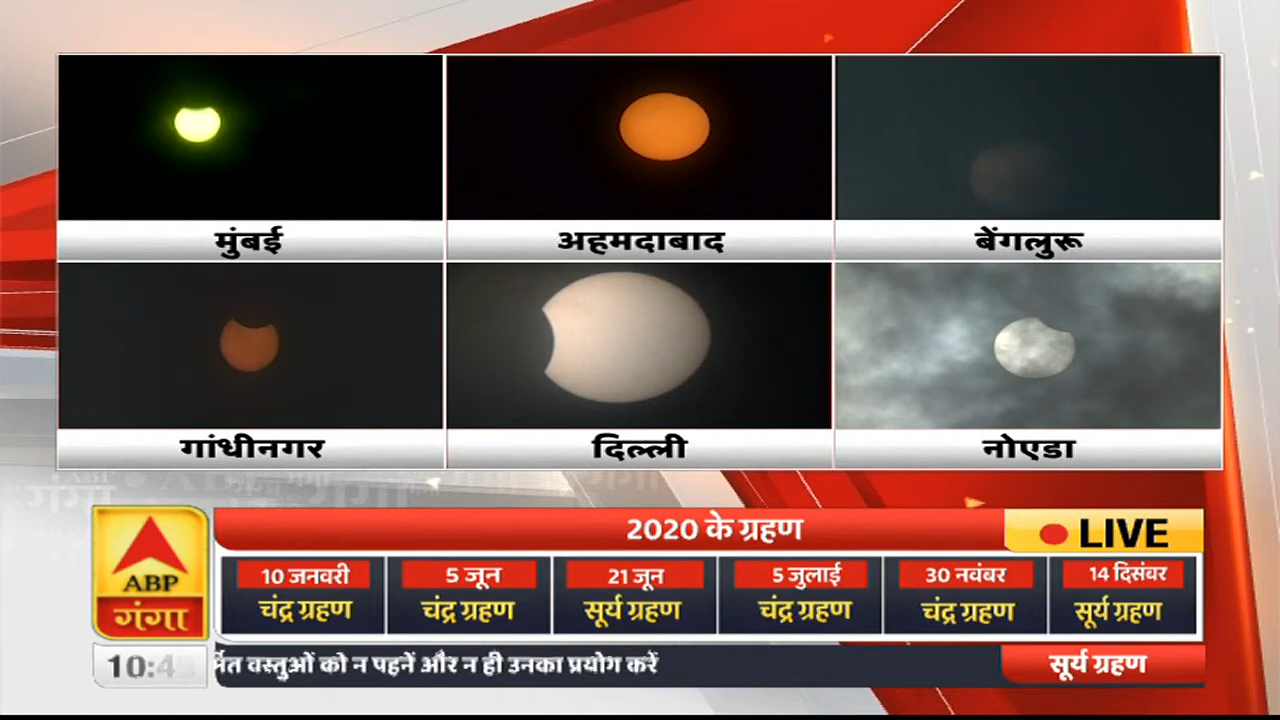 मुंबई
अहमदाबाद
बेंगलुरू
गांधीनगर
दिल्ली
नोएडा
गंगा
गंगा
ABP
गंगा
2020 के ग्रहण
LIVE
10 जनवरी
चंद्र ग्रहण
5 जून
चंद्र ग्रहण
21 जून
सूर्य ग्रहण
5 जुलाई
चंद्र ग्रहण
30 नवंबर
चंद्र ग्रहण
14 दिसंबर
सूर्य ग्रहण
वस्तुओं को न पहनें और न ही उनका प्रयोग करें
सूर्य ग्रहण